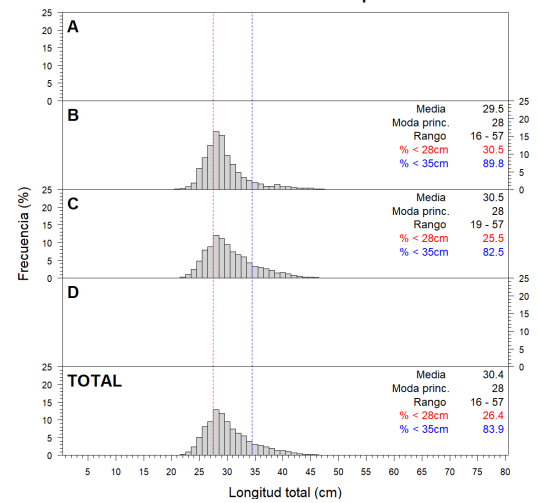 25
20
15
10
5
0
A
B
Media 29.5
Moda princ. 28
Rango 16 - 57
% < 28cm 30.5
% < 35cm 89.8
25
20
15
10
5
0
25
20
15
10
5
0
C
Media 30.5
Moda princ. 28
Rango 19 - 57
% < 28cm 25.5
% < 35cm 82.5
D
25
20
15
10
5
0
25
20
15
10
5
0
TOTAL
Media 30.4
Moda princ. 28
Rango 16 - 57
% < 28cm 26.4
% < 35cm 83.9
Frecuencia (%)
5 10 15 20 25 30 35 40 45 50 55 60 65 70 75 80
Longitud total (cm)